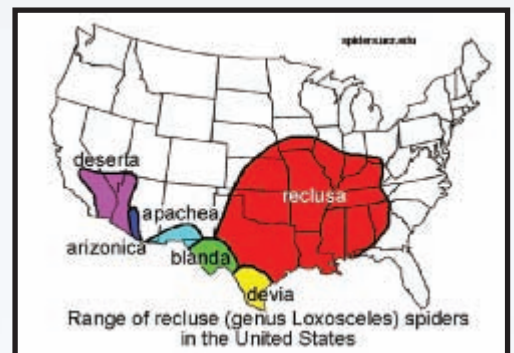 spiders.ucr.edu
deserta
reclusa
apachea
arizonica
blanda
devia
Range of recluse (genus Loxosceles) spiders
in the United States